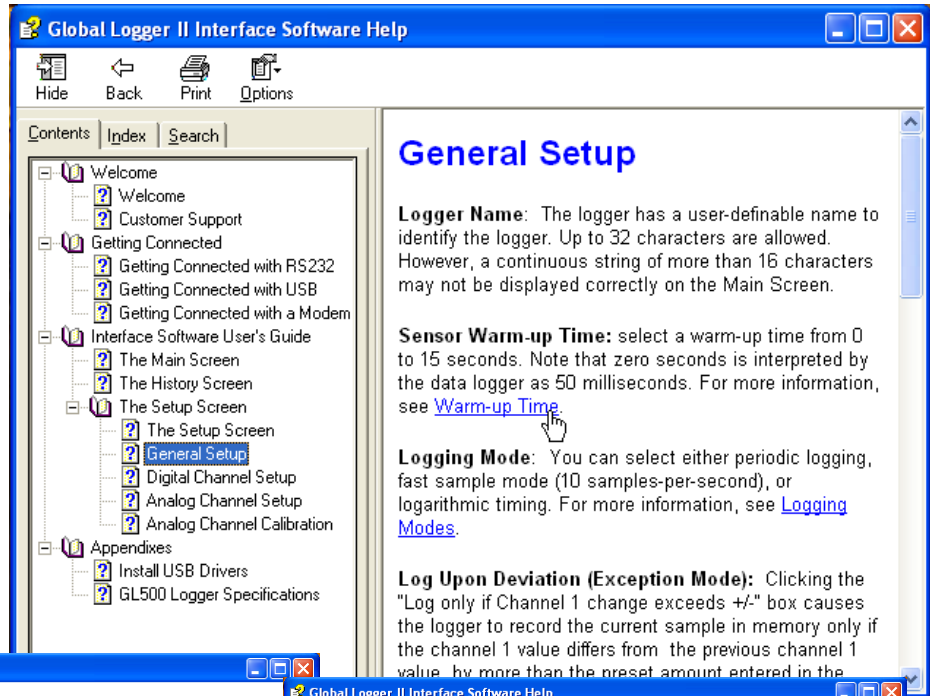 Global Logger II Interface Software Help
Hide Back Print Options
Contents Index Search
Welcome
Welcome
Customer Support
Getting Connected
Getting Connected with RS232
Getting Connected with USB
Getting Connected with a Modem
Interface Software User's Guide
The Main Screen
The History Screen
The Setup Screen
The Setup Screen
General Setup
Digital Channel Setup
Analog Channel Setup
Analog Channel Calibration
Appendixes
Install USB Drivers
GL500 Logger Specifications
General Setup
Logger Name: The logger has a user-definable name to
identify the logger. Up to 32 characters are allowed.
However, a continuous string of more than 16 characters
may not be displayed correctly on the Main Screen.
Sensor Warm-up Time: select a warm-up time from 0
to 15 seconds. Note that zero seconds is interpreted by
the data logger as 50 milliseconds. For more information,
see Warm-up Time.
Logging Mode: You can select either periodic logging,
fast sample mode (10 samples-per-second), or
logarithmic timing. For more information, see Logging
Modes.
Log Upon Deviation (Exception Mode): Clicking the
"Log only if Channel 1 change exceeds +/-" box causes
the logger to record the current sample in memory only if
the channel 1 value differs from the previous channel 1
value by more than the preset amount entered in the
Global Logger II Interface Software Help